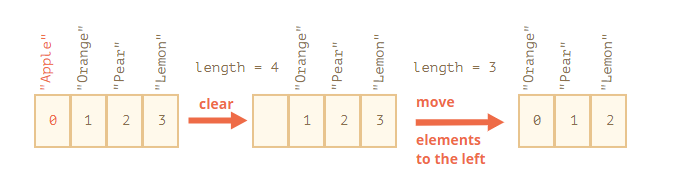 "Apple"
"Orange"
"Pear"
"Lemon"
0 1 2 3
length = 4
clear
"Orange"
"Pear"
"Lemon"
1 2 3
length = 3
move
elements
to the left
"Orange"
"Pear"
"Lemon"
0 1 2